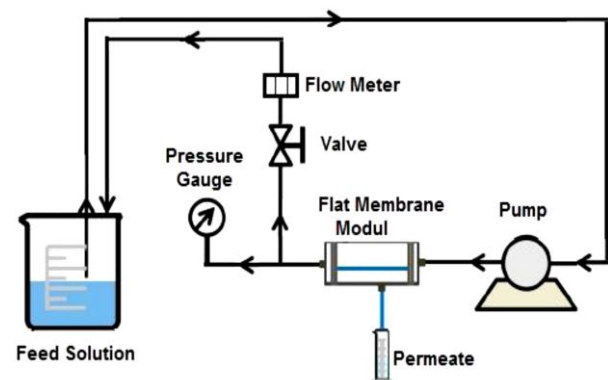 Flow Meter
Valve
Pressure
Gauge
Flat Membrane
Modul
Pump
Feed Solution
Permeate